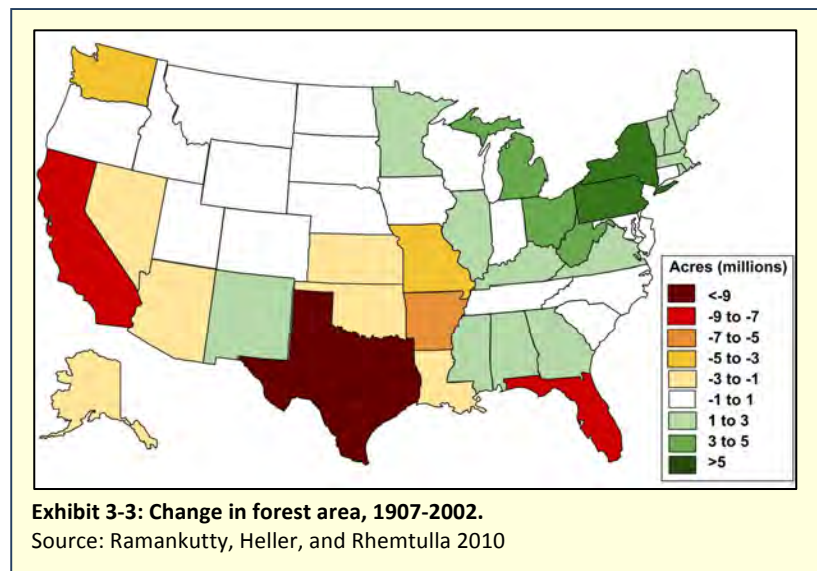 Acres (millions)
<-9
-9 to -7
-7 to -5
-5 to -3
-3 to -1
-1 to 1
1 to 3
3 to 5
>5
Exhibit 3-3: Change in forest area, 1907-2002.
Source: Ramankutty, Heller, and Rhemtulla 2010